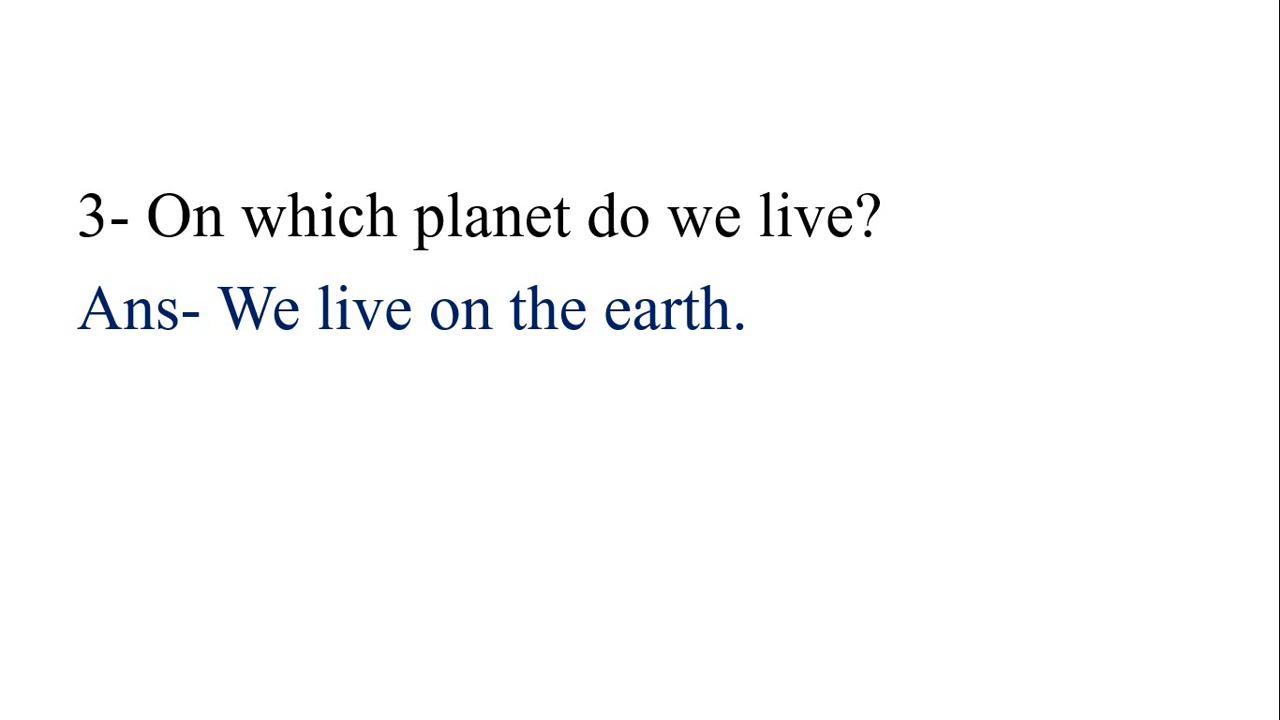 3- On which planet do we live?
Ans- We live on the earth.